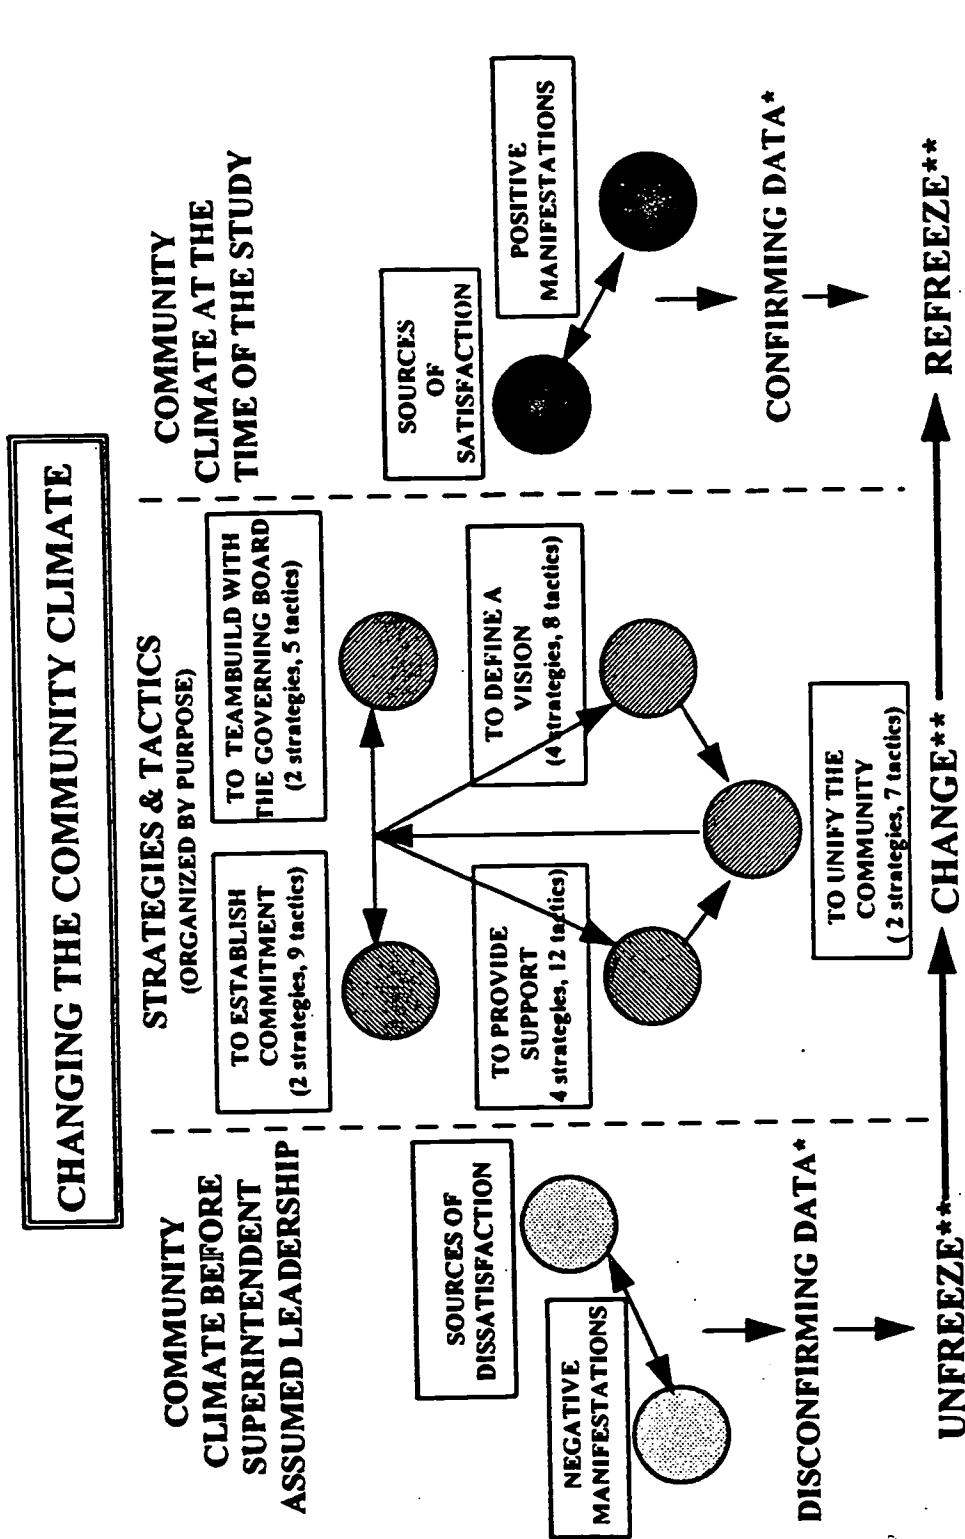 CHANGING THE COMMUNITY CLIMATE
COMMUNITY
CLIMATE BEFORE
SUPERINTENDENT
ASSUMED LEADERSHIP
SOURCES OF
DISSATISFACTION
NEGATIVE
MANIFESTATIONS
DISCONFIRMING DATA*
UNFREEZE**
STRATEGIES & TACTICS
(ORGANIZED BY PURPOSE)
TO ESTABLISH
COMMITMENT
(2 strategies, 9 tactics)
TO TEAMBUILD WITH
THE GOVERNING BOARD
(2 strategies, 5 tactics)
TO PROVIDE
SUPPORT
4 strategies, 12 tactics)
TO DEFINE A
VISION
(4 strategies, 8 tactics)
TO UNIFY THE
COMMUNITY
( 2 strategies, 7 tactics)
CHANGE**
COMMUNITY
CLIMATE AT THE
TIME OF THE STUDY
SOURCES
OF
SATISFACTION
POSITIVE
MANIFESTATIONS
CONFIRMING DATA*
REFREEZE**